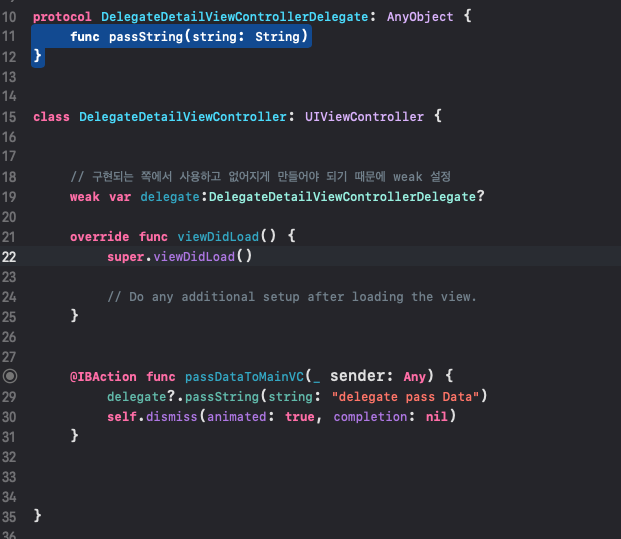 10 protocol DelegateDetailViewControllerDelegate: AnyObject {
11     func passString(string: String)
12 }
13
14
15 class DelegateDetailViewController: UIViewController {
16
17
18     // 구현되는 쪽에서 사용하고 없어지게 만들어야 되기 때문에 weak 설정
19     weak var delegate:DelegateDetailViewControllerDelegate?
20
21     override func viewDidLoad() {
22         super.viewDidLoad()
23
24         // Do any additional setup after loading the view.
25     }
26
27
    @IBAction func passDataToMainVC(_ sender: Any) {
29         delegate?.passString(string: "delegate pass Data")
30         self.dismiss(animated: true, completion: nil)
31     }
32
33
34
35 }
36